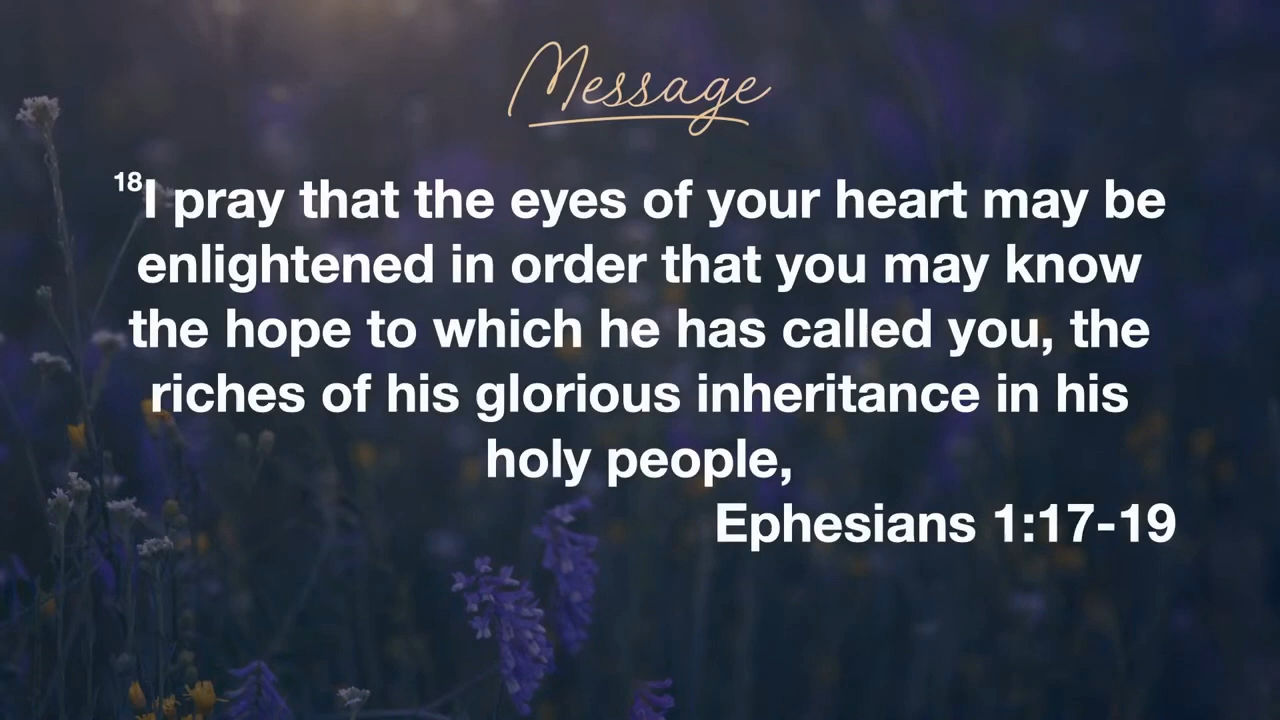 Message
¹⁸I pray that the eyes of your heart may be
enlightened in order that you may know
the hope to which he has called you, the
riches of his glorious inheritance in his
holy people,
Ephesians 1:17-19